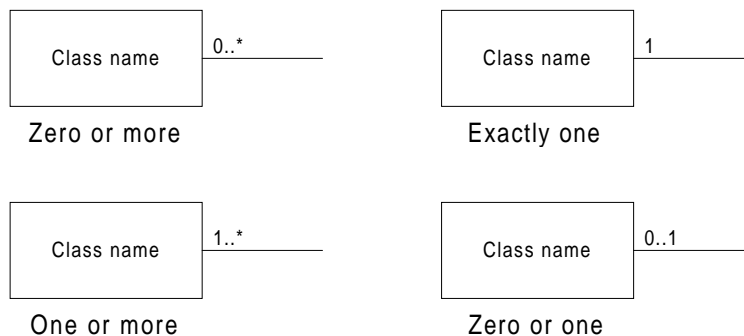 Class name
0..*
Zero or more
Class name
1
Exactly one
Class name
1..*
One or more
Class name
0..1
Zero or one